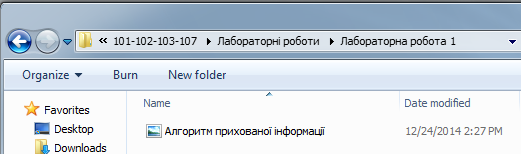 101-102-103-107 Лабораторні роботи Лабораторна робота 1
Organize Burn New folder
Favorites
Desktop
Downloads
Name Date modified
Алгоритм прихованої інформації 12/24/2014 2:27 PM